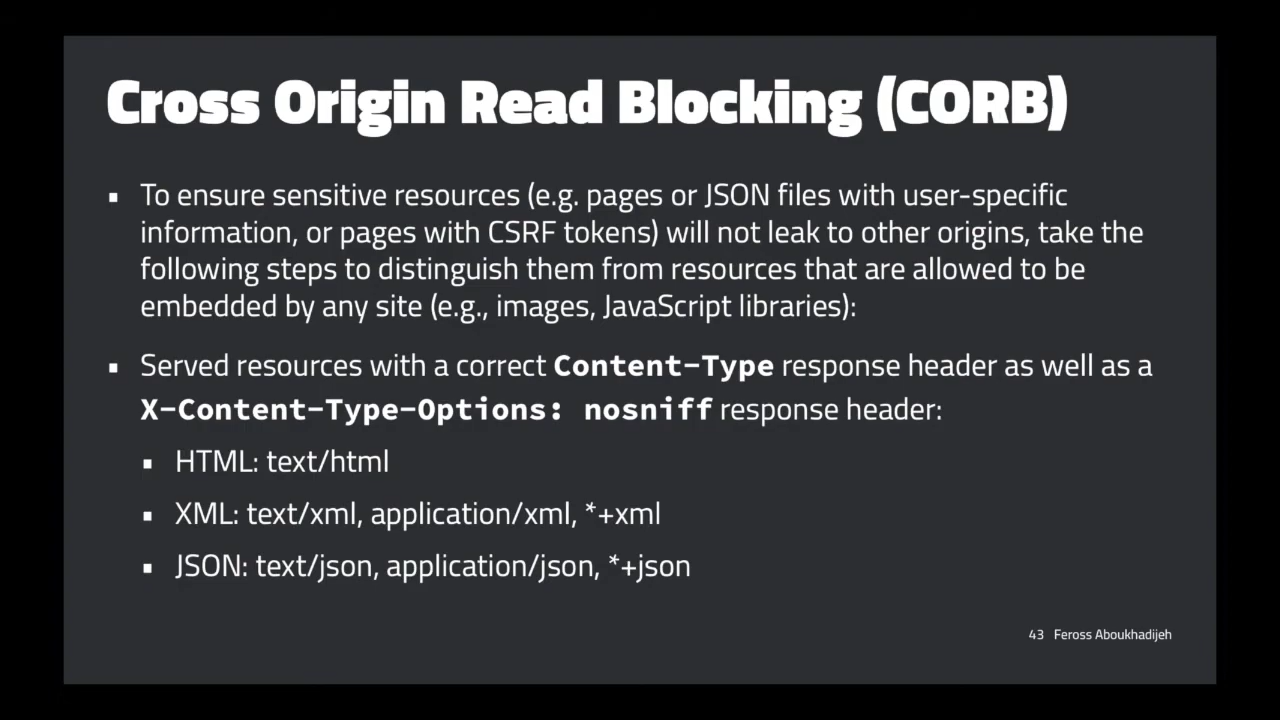 Cross Origin Read Blocking (CORB)
▪ To ensure sensitive resources (e.g. pages or JSON files with user-specific
information, or pages with CSRF tokens) will not leak to other origins, take the
following steps to distinguish them from resources that are allowed to be
embedded by any site (e.g., images, JavaScript libraries):
▪ Served resources with a correct Content-Type response header as well as a
X-Content-Type-Options: nosniff response header:
▪ HTML: text/html
▪ XML: text/xml, application/xml, *+xml
▪ JSON: text/json, application/json, *+json
43 Feross Aboukhadijeh